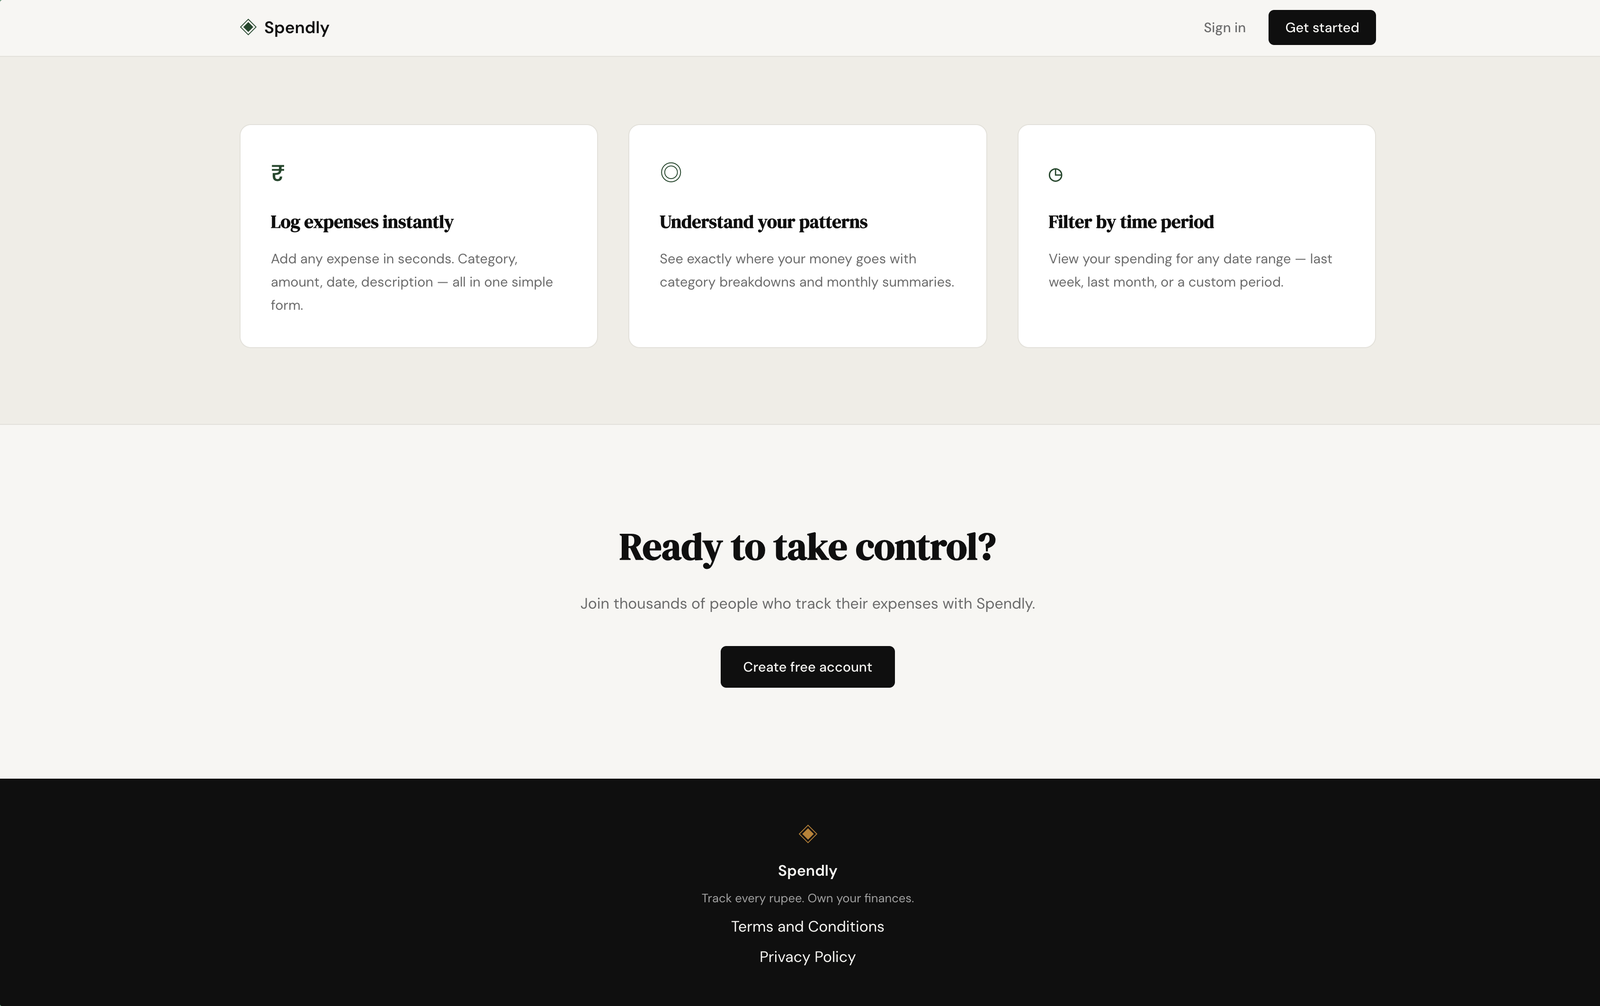 Spendly
Sign in
Get started
₹
Log expenses instantly
Add any expense in seconds. Category,
amount, date, description — all in one simple
form.
Understand your patterns
See exactly where your money goes with
category breakdowns and monthly summaries.
Filter by time period
View your spending for any date range — last
week, last month, or a custom period.
Ready to take control?
Join thousands of people who track their expenses with Spendly.
Create free account
Spendly
Track every rupee. Own your finances.
Terms and Conditions
Privacy Policy